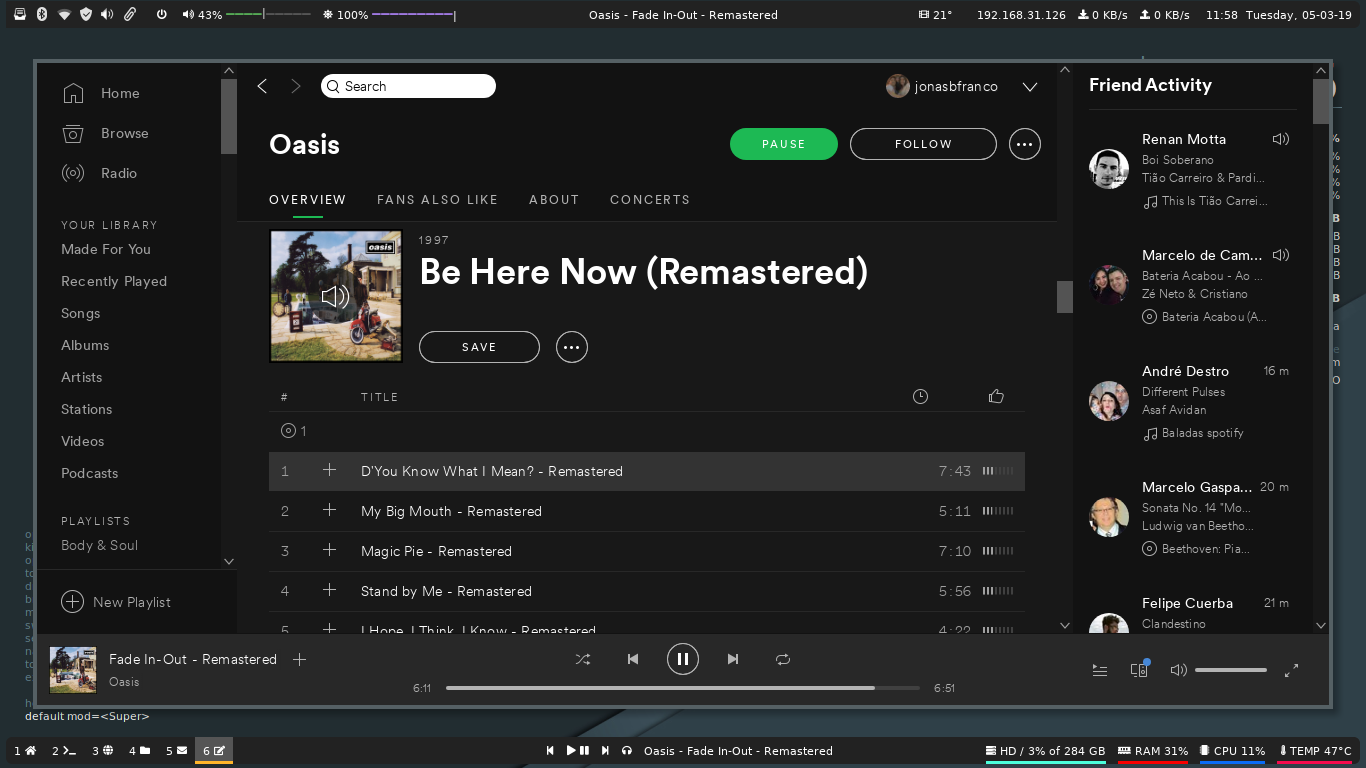 43%
100%
Oasis - Fade In-Out - Remastered
21°
192.168.31.126
0 KB/s
0 KB/s
11:58 Tuesday, 05-03-19
Home
Browse
Radio
YOUR LIBRARY
Made For You
Recently Played
Songs
Albums
Artists
Stations
Videos
Podcasts
PLAYLISTS
Body & Soul
New Playlist
Search
jonasbfranco
Oasis
PAUSE
FOLLOW
OVERVIEW
FANS ALSO LIKE
ABOUT
CONCERTS
oasis
1997
Be Here Now (Remastered)
SAVE
# TITLE
1
1 D'You Know What I Mean? - Remastered 7:43
2 My Big Mouth - Remastered 5:11
3 Magic Pie - Remastered 7:10
4 Stand by Me - Remastered 5:56
5 I Hope, I Think, I Know - Remastered 4:22
Friend Activity
Renan Motta
Boi Soberano
Tião Carreiro & Pardi...
This Is Tião Carrei...
Marcelo de Cam...
Bateria Acabou - Ao ...
Zé Neto & Cristiano
Bateria Acabou (A...
André Destro 16 m
Different Pulses
Asaf Avidan
Baladas spotify
Marcelo Gaspa... 20 m
Sonata No. 14 "Mo...
Ludwig van Beetho...
Beethoven: Pia...
Felipe Cuerba 21 m
Clandestino
Fade In-Out - Remastered
Oasis
6:11
6:51
default mod=<Super>
1
2
3
4
5
6
Oasis - Fade In-Out - Remastered
HD / 3% of 284 GB
RAM 31%
CPU 11%
TEMP 47°C